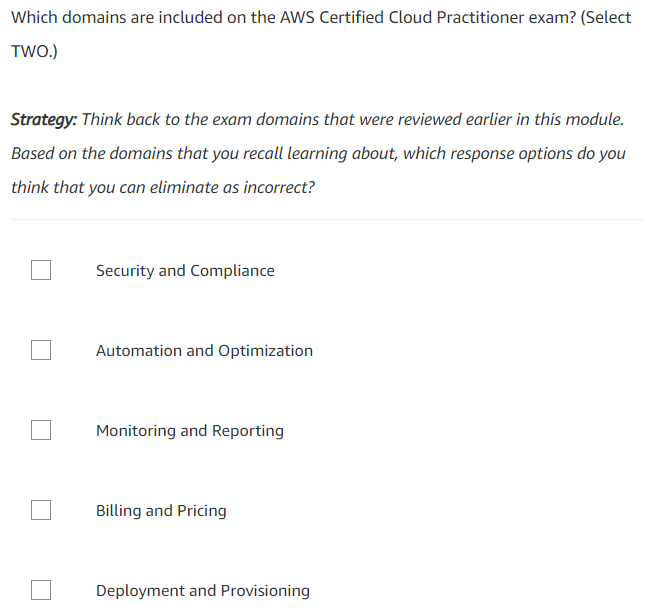 Which domains are included on the AWS Certified Cloud Practitioner exam? (Select
TWO.)
Strategy: Think back to the exam domains that were reviewed earlier in this module.
Based on the domains that you recall learning about, which response options do you
think that you can eliminate as incorrect?
Security and Compliance
Automation and Optimization
Monitoring and Reporting
Billing and Pricing
Deployment and Provisioning